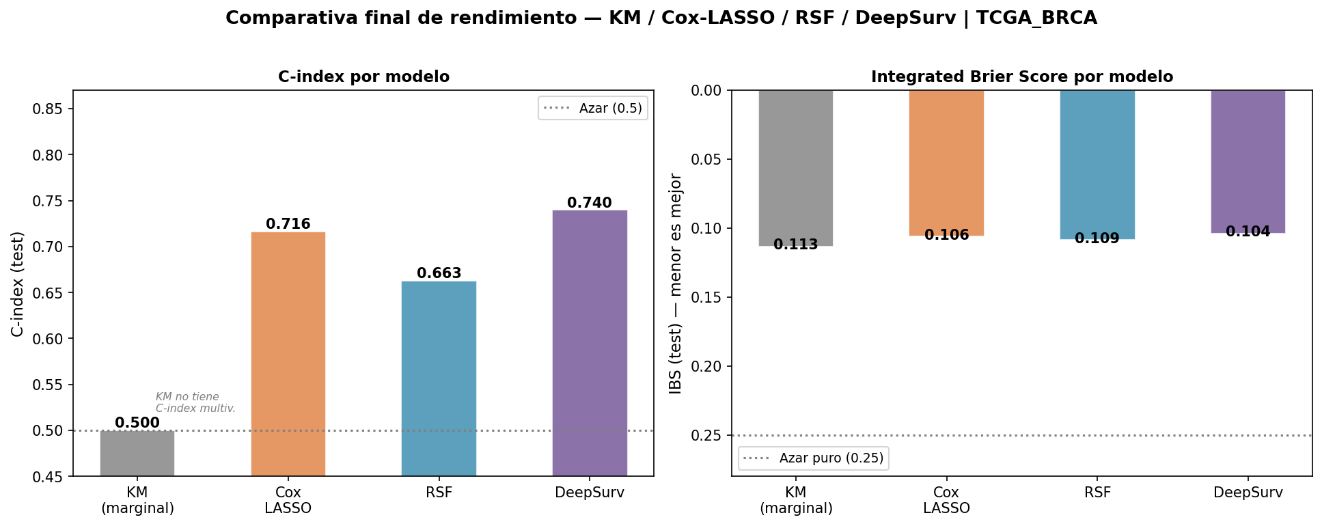 Comparativa final de rendimiento — KM / Cox-LASSO / RSF / DeepSurv | TCGA_BRCA
C-index por modelo
C-index (test)
0.85
0.80
0.75
0.70
0.65
0.60
0.55
0.50
0.45
Azar (0.5)
0.500
KM no tiene
C-index multiv.
0.716
0.663
0.740
KM
(marginal)
Cox
LASSO
RSF
DeepSurv
Integrated Brier Score por modelo
IBS (test) — menor es mejor
0.00
0.05
0.10
0.15
0.20
0.25
0.113
0.106
0.109
0.104
Azar puro (0.25)
KM
(marginal)
Cox
LASSO
RSF
DeepSurv